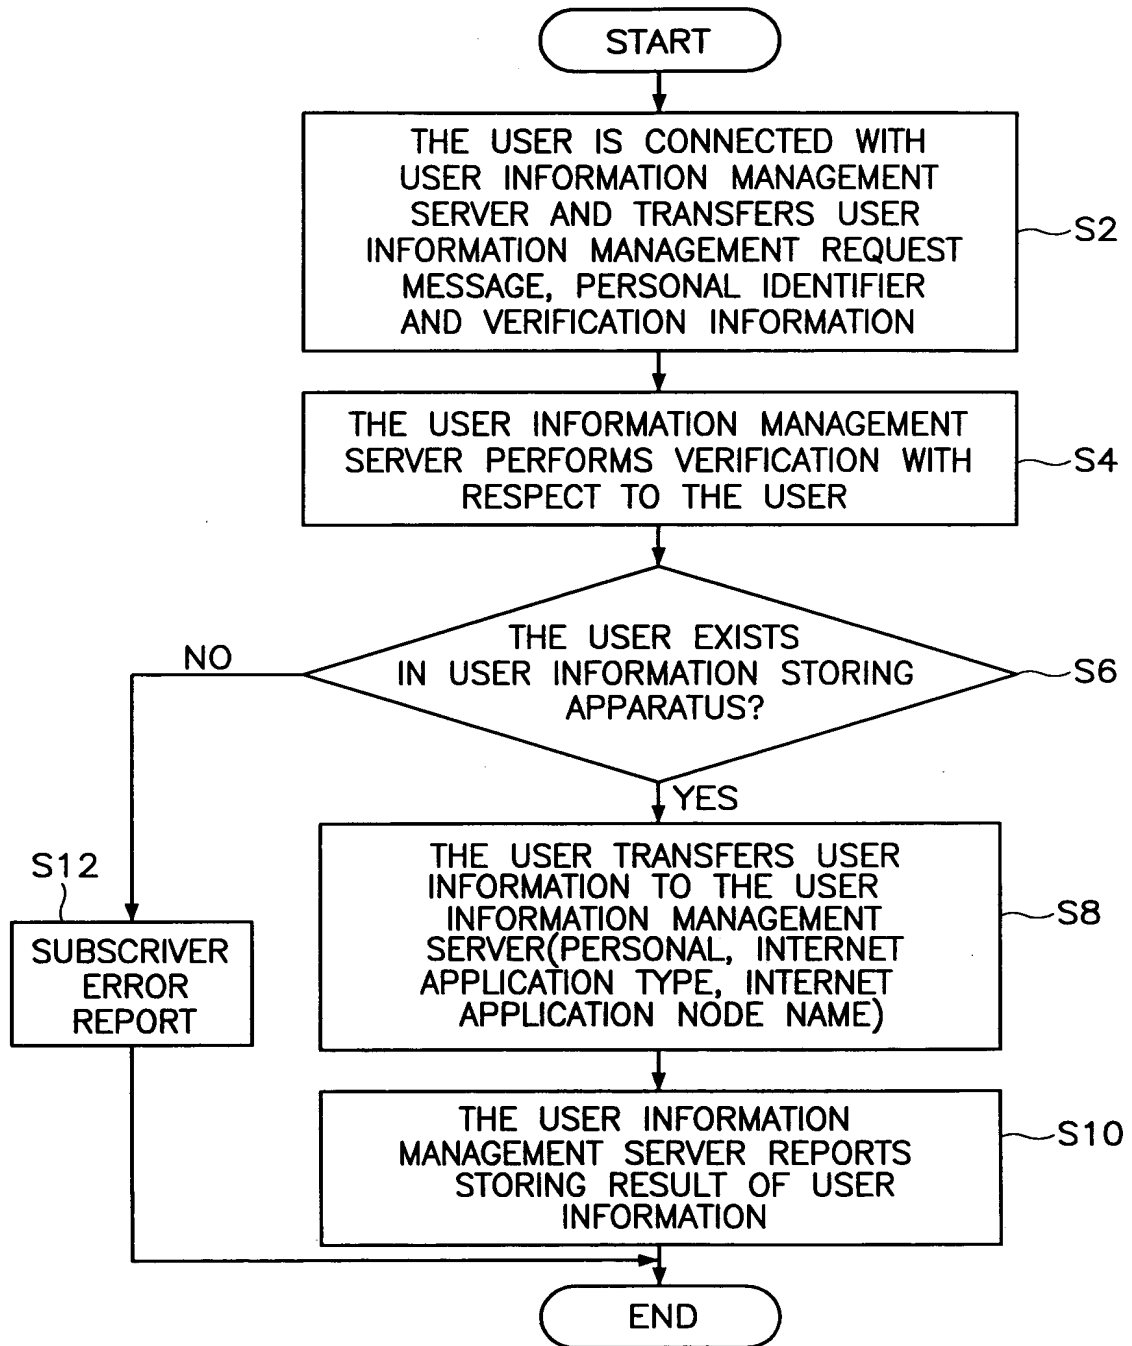 START
THE USER IS CONNECTED WITH
USER INFORMATION MANAGEMENT
SERVER AND TRANSFERS USER
INFORMATION MANAGEMENT REQUEST
MESSAGE, PERSONAL IDENTIFIER
AND VERIFICATION INFORMATION
S2
THE USER INFORMATION MANAGEMENT
SERVER PERFORMS VERIFICATION WITH
RESPECT TO THE USER
S4
THE USER EXISTS
IN USER INFORMATION STORING
APPARATUS?
S6
NO
YES
S12
SUBSCRIVER
ERROR
REPORT
THE USER TRANSFERS USER
INFORMATION TO THE USER
INFORMATION MANAGEMENT
SERVER(PERSONAL, INTERNET
APPLICATION TYPE, INTERNET
APPLICATION NODE NAME)
S8
THE USER INFORMATION
MANAGEMENT SERVER REPORTS
STORING RESULT OF USER
INFORMATION
S10
END